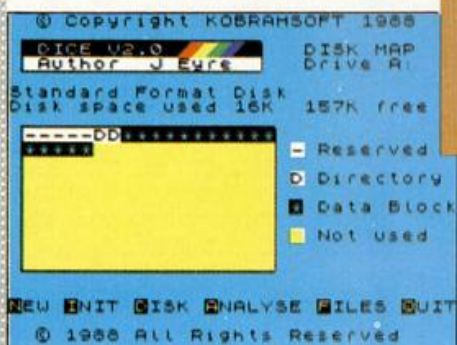 © Copyright KOBRAHSOFT 1988
DICE V2.0
Author J Eyre
DISK MAP
Drive A:
Standard Format Disk
Disk space used 16K 157K free
-----DD
- Reserved
D Directory
Data Block
Not used
NEW INIT DISK ANALYSE FILES QUIT
© 1988 All Rights Reserved